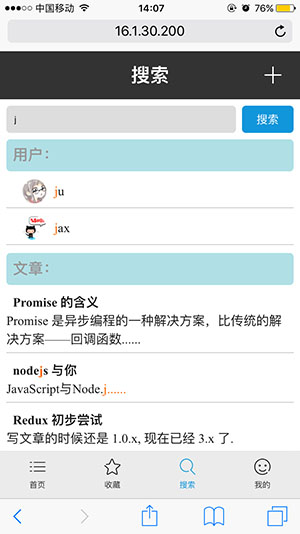 中国移动 14:07 76%
16.1.30.200
搜索
j 搜索
用户：
ju
jax
文章：
Promise 的含义
Promise 是异步编程的一种解决方案，比传统的解
决方案——回调函数......
nodejs 与你
JavaScript与Node.j......
Redux 初步尝试
写文章的时候还是 1.0.x, 现在已经 3.x 了.
首页 收藏 搜索 我的